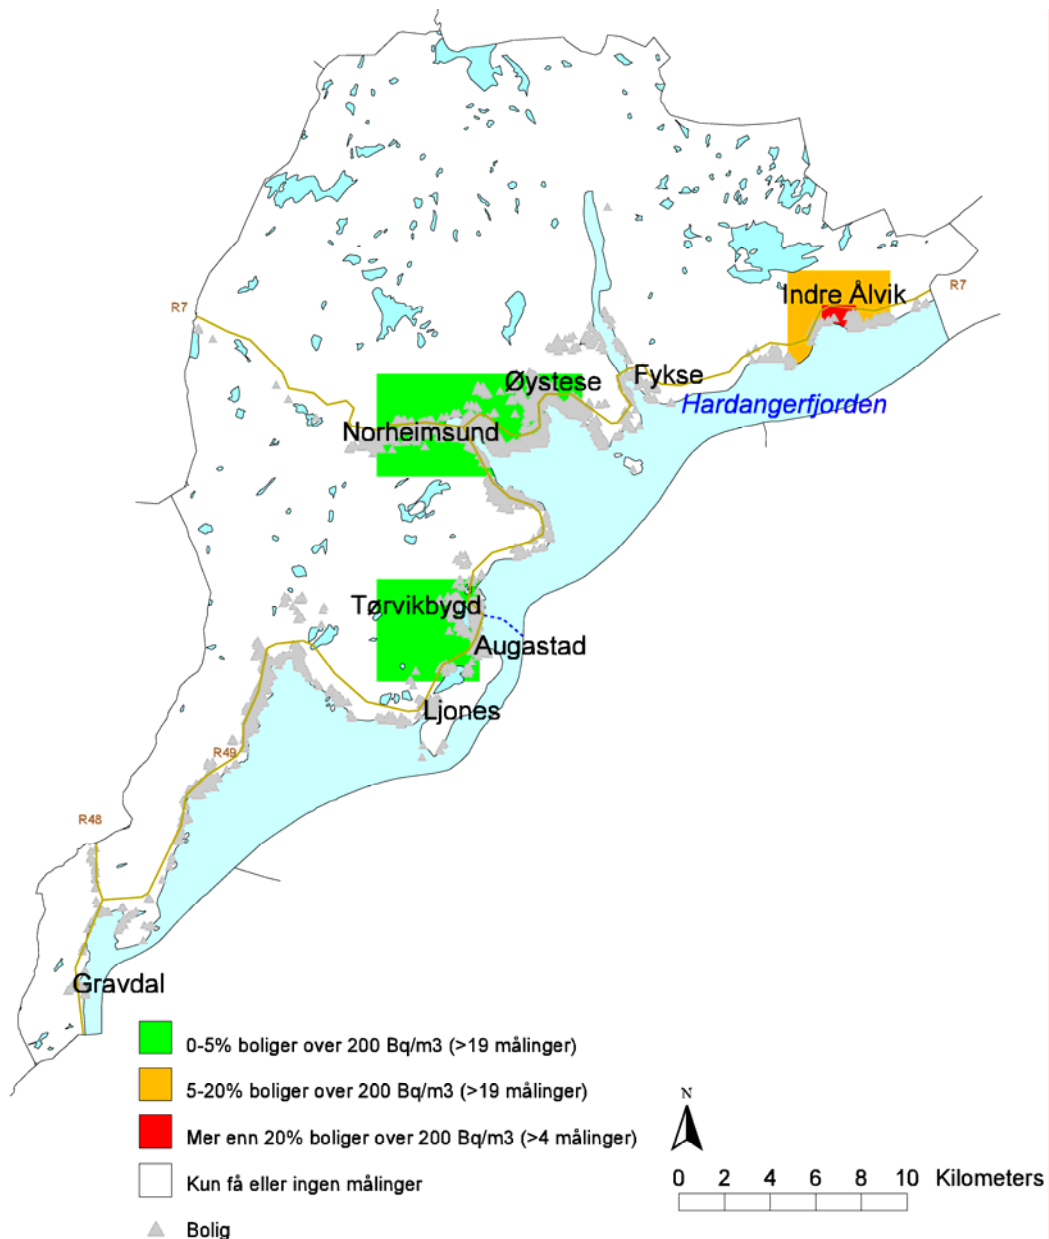 R7
Indre Ålvik
R7
Øystese
Fykse
Hardangerfjorden
Norheimsund
Tørvikbygd
Augastad
Ljones
R49
R48
Gravdal
0-5% boliger over 200 Bq/m3 (>19 målinger)
5-20% boliger over 200 Bq/m3 (>19 målinger)
Mer enn 20% boliger over 200 Bq/m3 (>4 målinger)
Kun få eller ingen målinger
Bolig
N
0 2 4 6 8 10 Kilometers